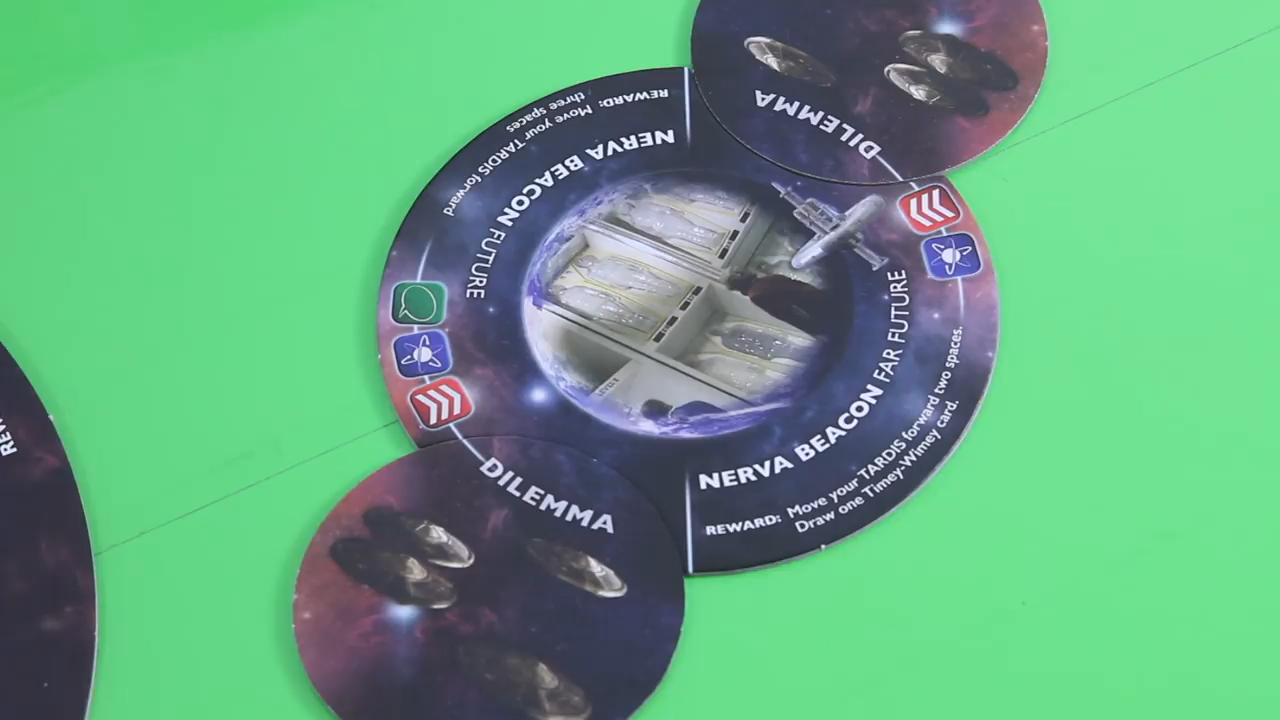 DILEMMA
REWARD: Move your TARDIS forward
three spaces
NERVA BEACON FUTURE
NERVA BEACON FAR FUTURE
REWARD: Move your TARDIS forward two spaces.
Draw one Timey-Wimey card.
DILEMMA